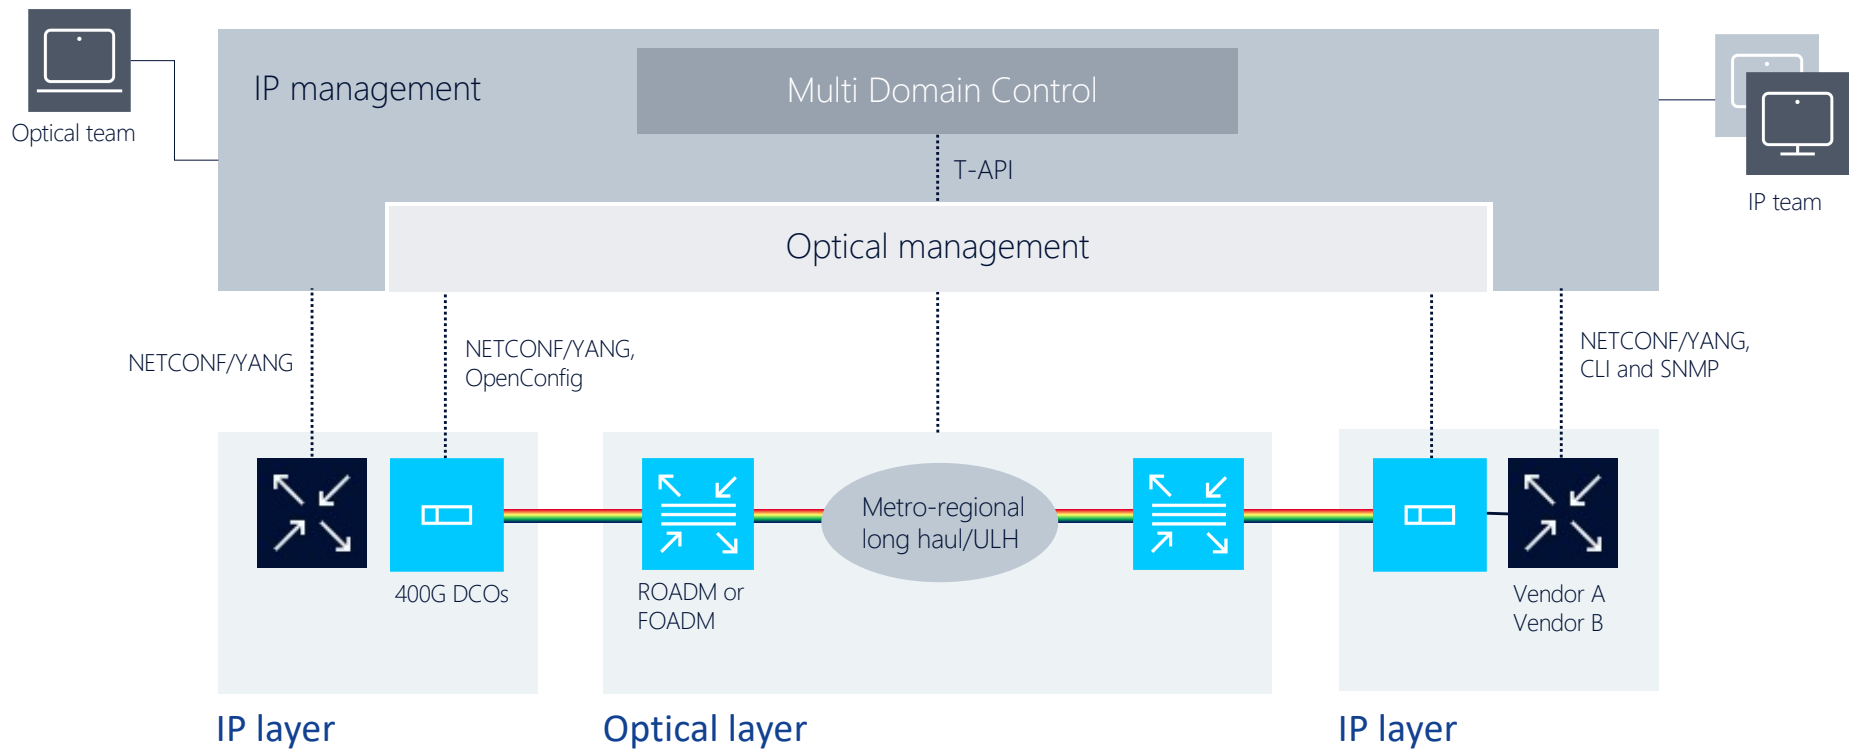 IP management
Multi Domain Control
Optical team
T-API
IP team
Optical management
NETCONF/YANG
NETCONF/YANG,
OpenConfig
NETCONF/YANG,
CLI and SNMP
Metro-regional
long haul/ULH
400G DCOs
ROADM or
FOADM
Vendor A
Vendor B
IP layer
Optical layer
IP layer